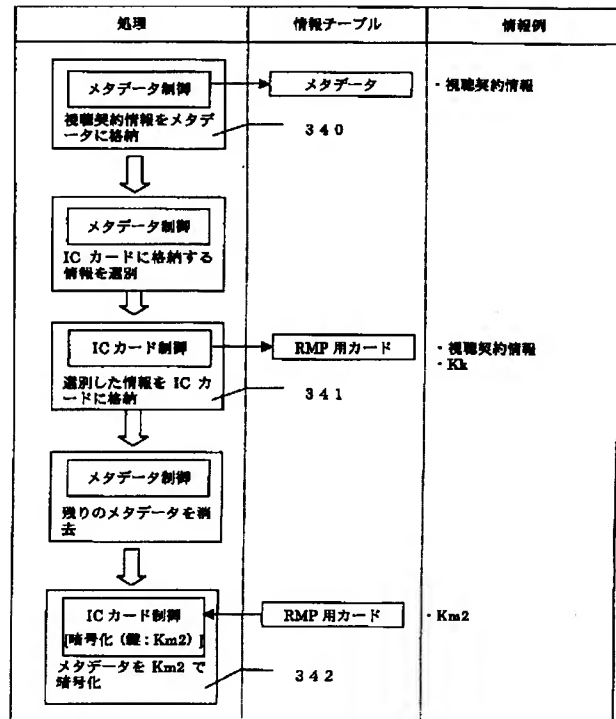 処理 情報テーブル 情報例
メタデータ制御 メタデータ ・視聴契約情報
視聴契約情報をメタデ
ータに格納
340
メタデータ制御
IC カードに格納する
情報を選別
IC カード制御 RMP 用カード ・視聴契約情報
・Kk
選別した情報を IC カ
ードに格納
341
メタデータ制御
残りのメタデータを消
去
IC カード制御 RMP 用カード ・Km2
[暗号化（鍵：Km2）]
メタデータを Km2 で
暗号化
342